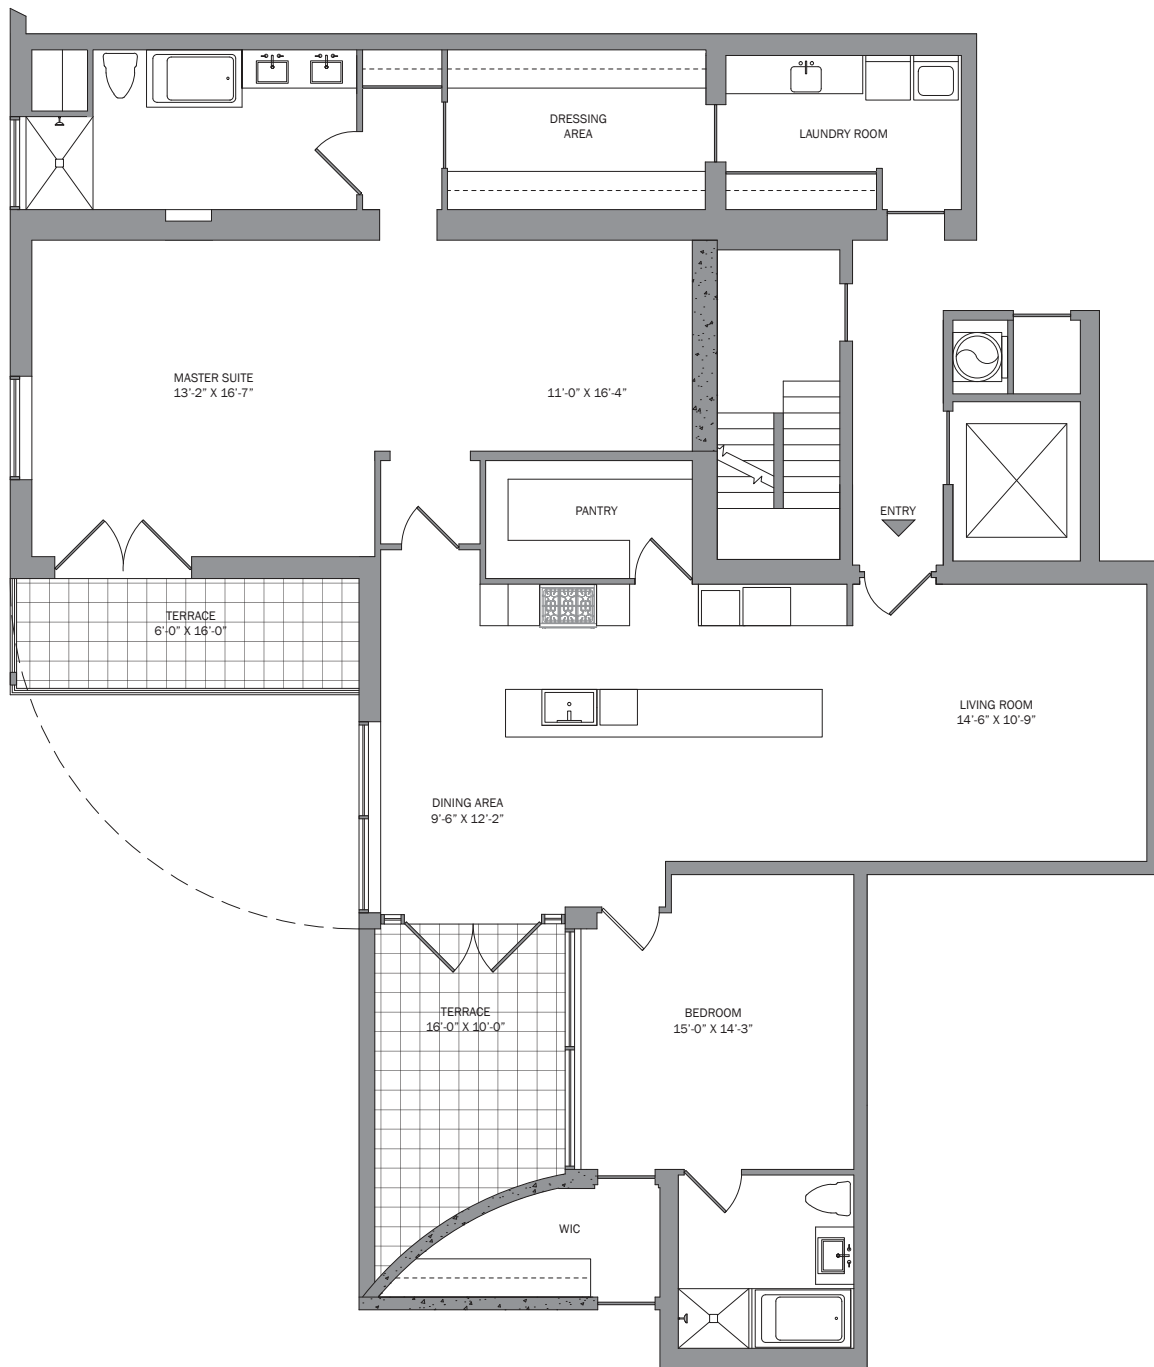 DRESSING
AREA
LAUNDRY ROOM
MASTER SUITE
13'-2” X 16'-7”
11'-0” X 16'-4”
PANTRY
ENTRY
TERRACE
6'-0” X 16'-0”
LIVING ROOM
14'-6” X 10'-9”
DINING AREA
9'-6” X 12'-2”
TERRACE
16'-0” X 10'-0”
BEDROOM
15'-0” X 14'-3”
WIC